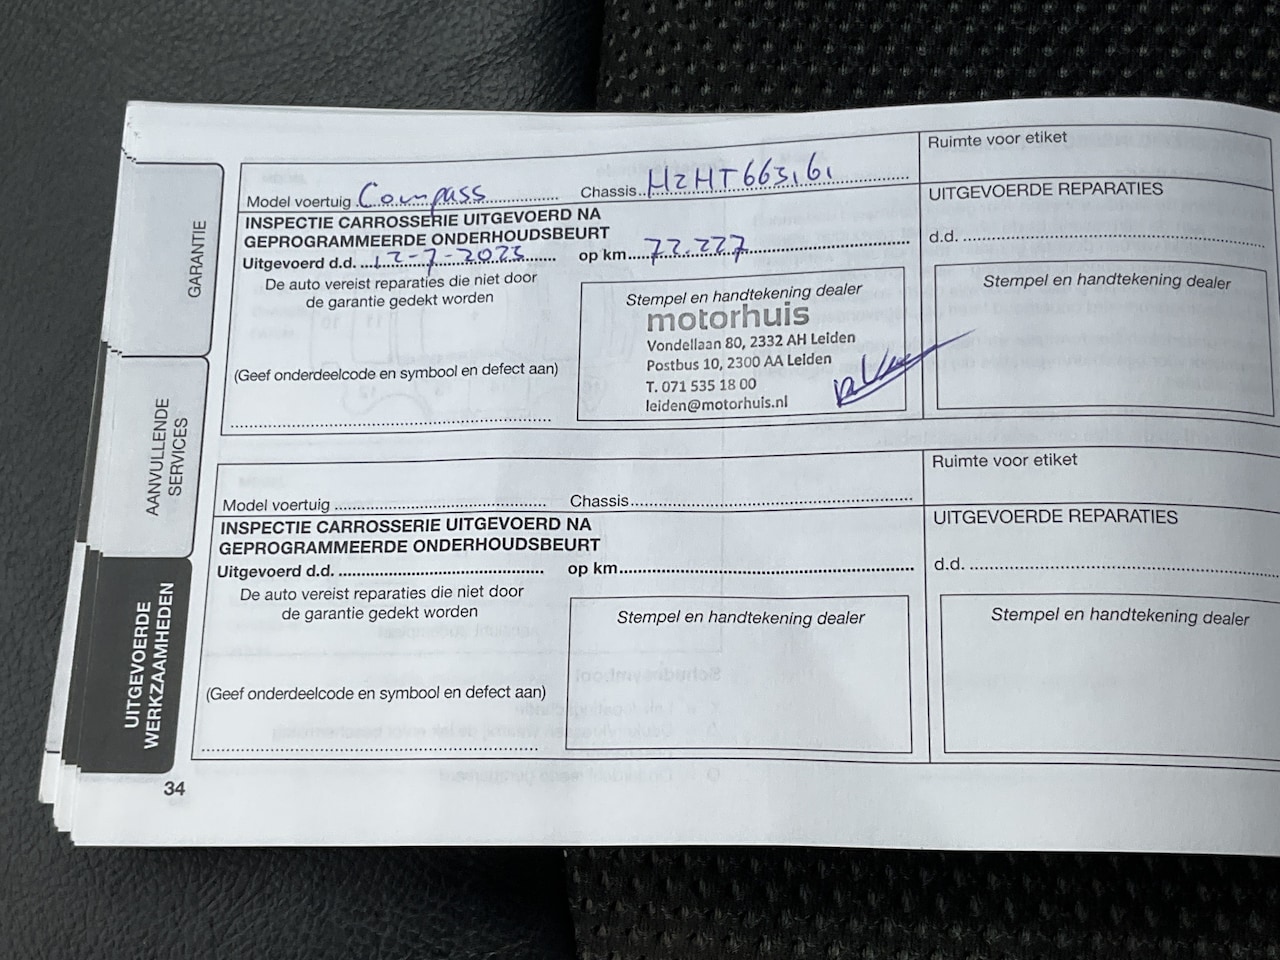 GARANTIE
AANVULLENDE
SERVICES
UITGEVOERDE
WERKZAAMHEDEN
Model voertuig Compass Chassis
INSPECTIE CARROSSERIE UITGEVOERD NA
GEPROGRAMMEERDE ONDERHOUDSBEURT
Uitgevoerd d.d. 12-7-2023 op km. 72.227
De auto vereist reparaties die niet door
de garantie gedekt worden
(Geef onderdeelcode en symbool en defect aan)
Stempel en handtekening dealer
motorhuis
Vondellaan 80, 2332 AH Leiden
Postbus 10, 2300 AA Leiden
T. 071 535 18 00
leiden@motorhuis.nl
Ruimte voor etiket
UITGEVOERDE REPARATIES
d.d.
Stempel en handtekening dealer
Model voertuig Chassis
INSPECTIE CARROSSERIE UITGEVOERD NA
GEPROGRAMMEERDE ONDERHOUDSBEURT
Uitgevoerd d.d. op km.
De auto vereist reparaties die niet door
de garantie gedekt worden
(Geef onderdeelcode en symbool en defect aan)
Stempel en handtekening dealer
Ruimte voor etiket
UITGEVOERDE REPARATIES
d.d.
Stempel en handtekening dealer
34